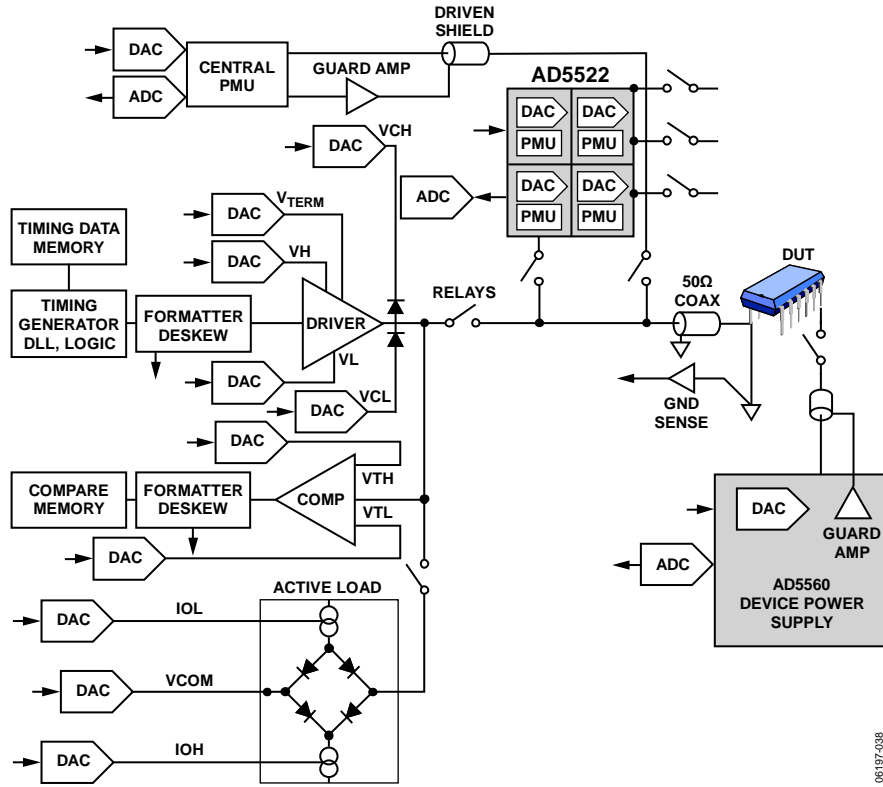 DRIVEN
SHIELD
DAC
CENTRAL
PMU
ADC
GUARD AMP
AD5522
DAC
DAC
PMU
PMU
DAC
DAC
PMU
PMU
ADC
VCH
DAC
VTERM
DAC
VH
DAC
TIMING DATA
MEMORY
TIMING
GENERATOR
DLL, LOGIC
FORMATTER
DESKEW
DRIVER
RELAYS
50Ω
COAX
DUT
VL
DAC
VCL
DAC
GND
SENSE
DAC
VTH
COMPARE
MEMORY
FORMATTER
DESKEW
COMP
VTL
DAC
DAC
GUARD
AMP
ADC
AD5560
DEVICE POWER
SUPPLY
ACTIVE LOAD
DAC
IOL
DAC
VCOM
DAC
IOH
06197-038